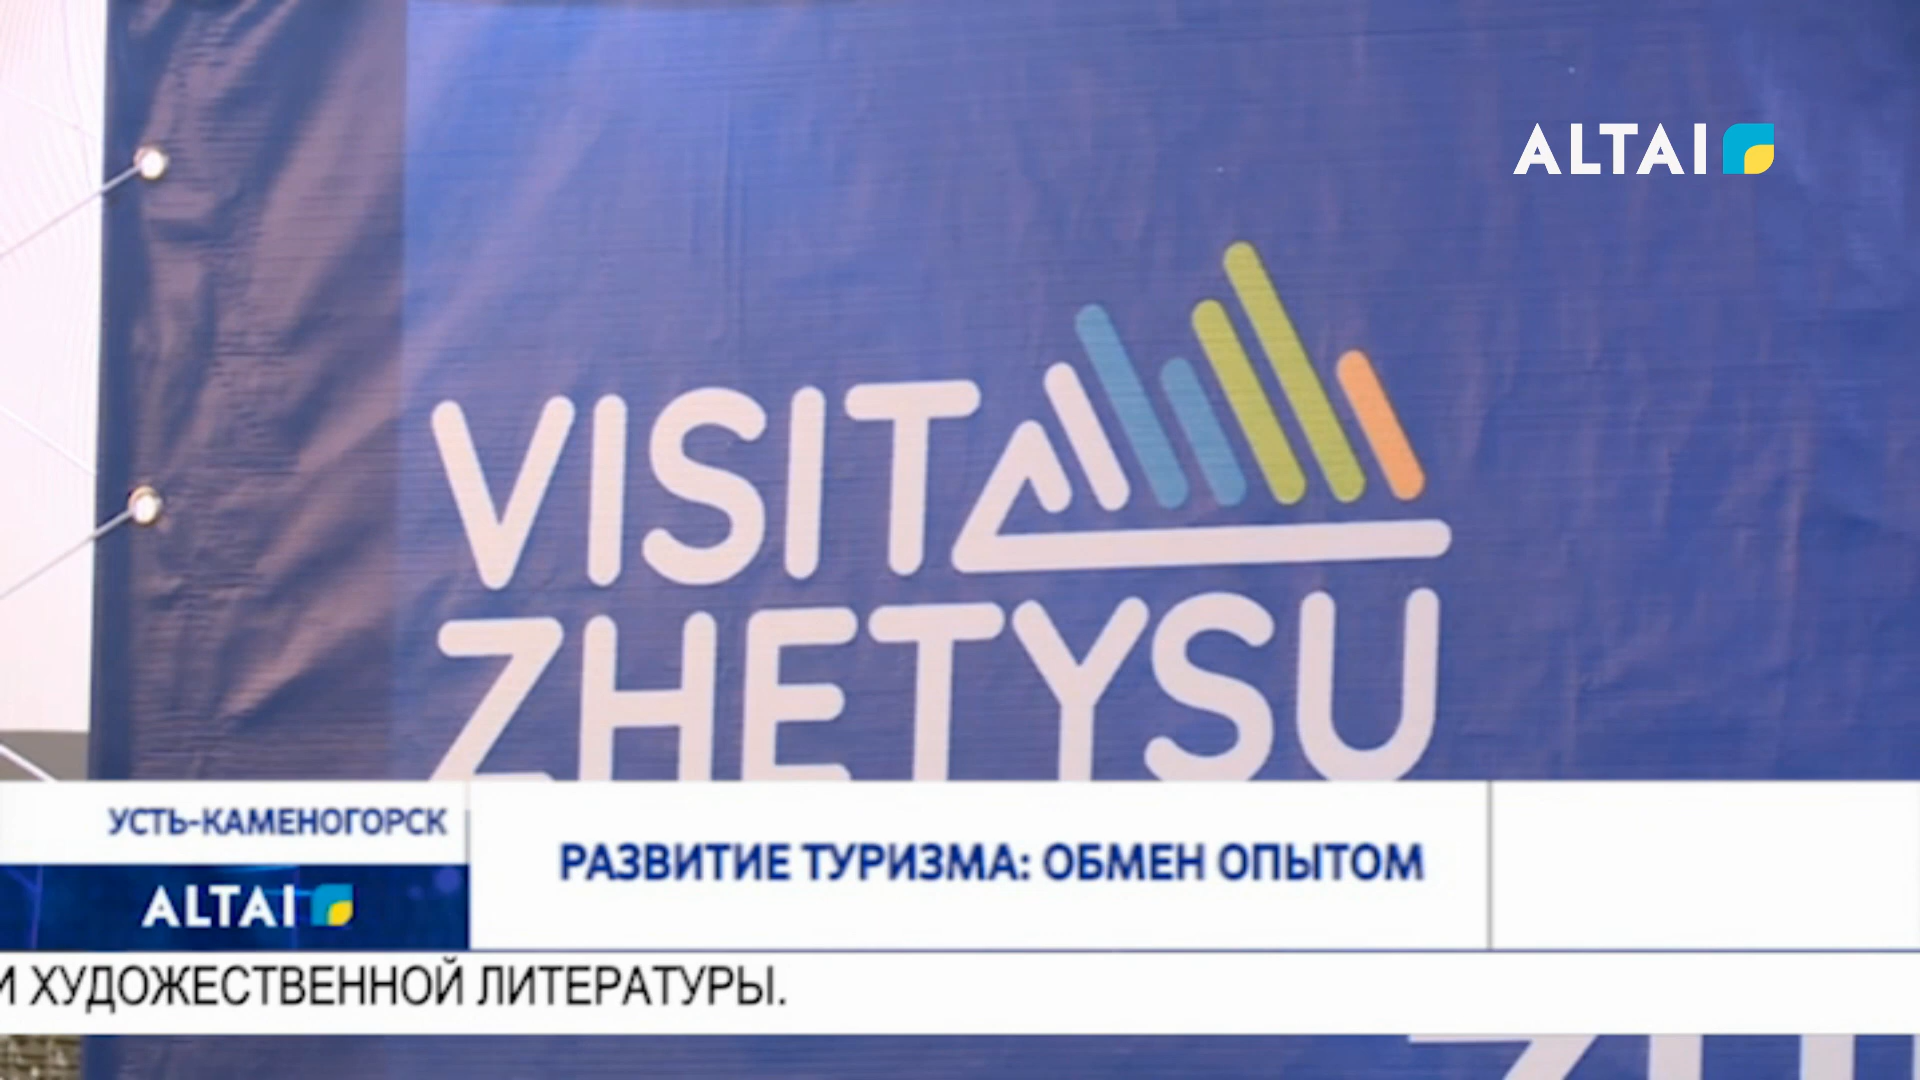 ALTAI
VISIT
ZHETYSU
УСТЬ-КАМЕНОГОРСК
РАЗВИТИЕ ТУРИЗМА: ОБМЕН ОПЫТОМ
ALTAI
И ХУДОЖЕСТВЕННОЙ ЛИТЕРАТУРЫ.